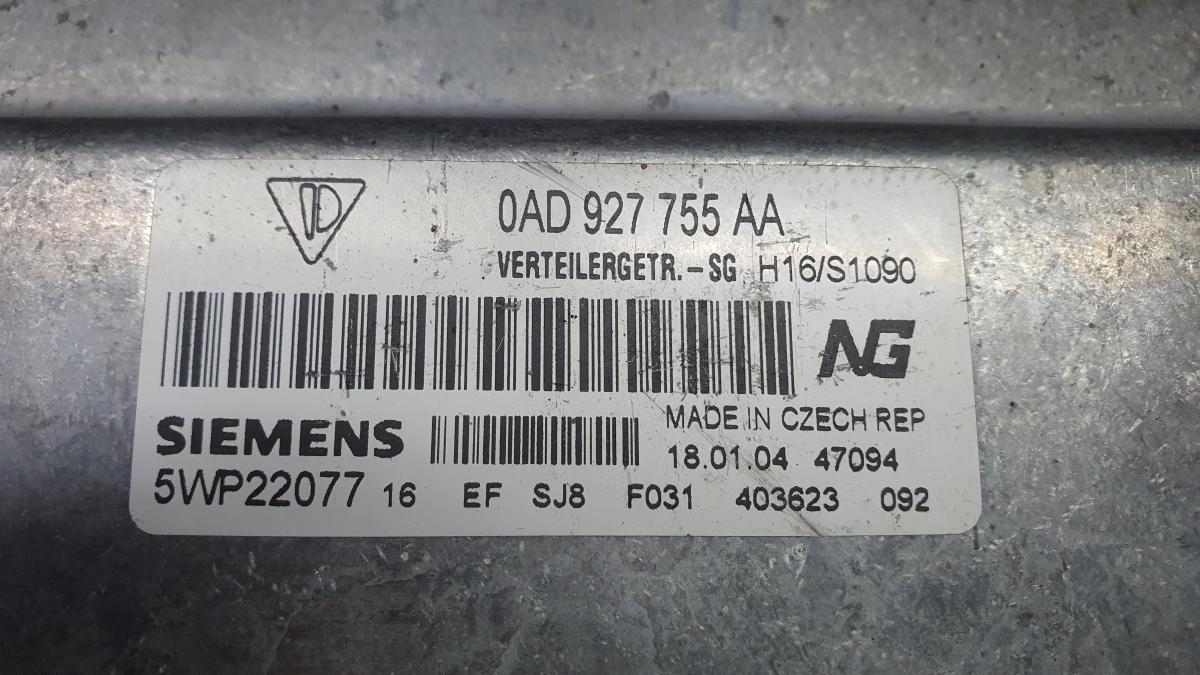 0AD 927 755 AA
VERTEILERGETR.-SG H16/S1090
NG
SIEMENS
MADE IN CZECH REP
18.01.04 47094
5WP22077 16 EF SJ8 F031 403623 092